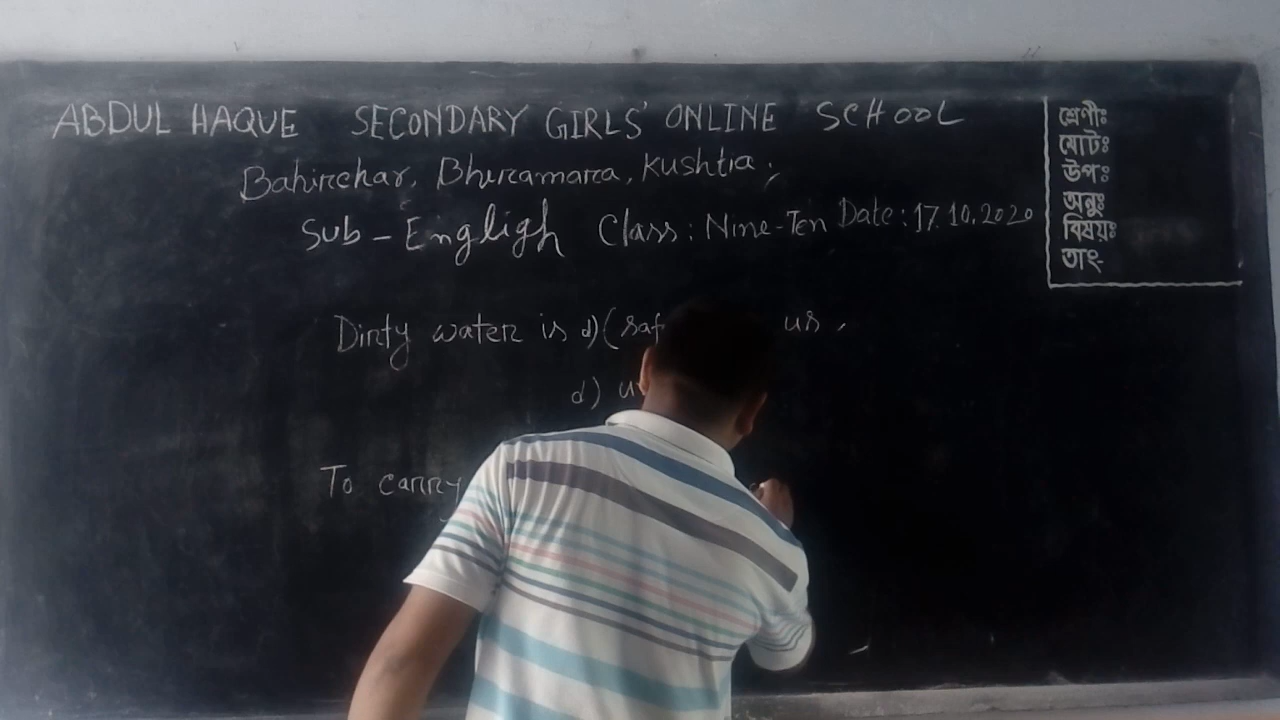 ABDUL HAQUE SECONDARY GIRLS' ONLINE SCHOOL
Bahirchar, Bheramara, Kushtia;
Sub - Engligh Class: Nine-Ten Date: 17.10.2020
Dirty water is d) (saf us,
d) u
To carry
শ্রেণীঃ
মোটঃ
উপঃ
অনুঃ
বিষয়ঃ
তাং-